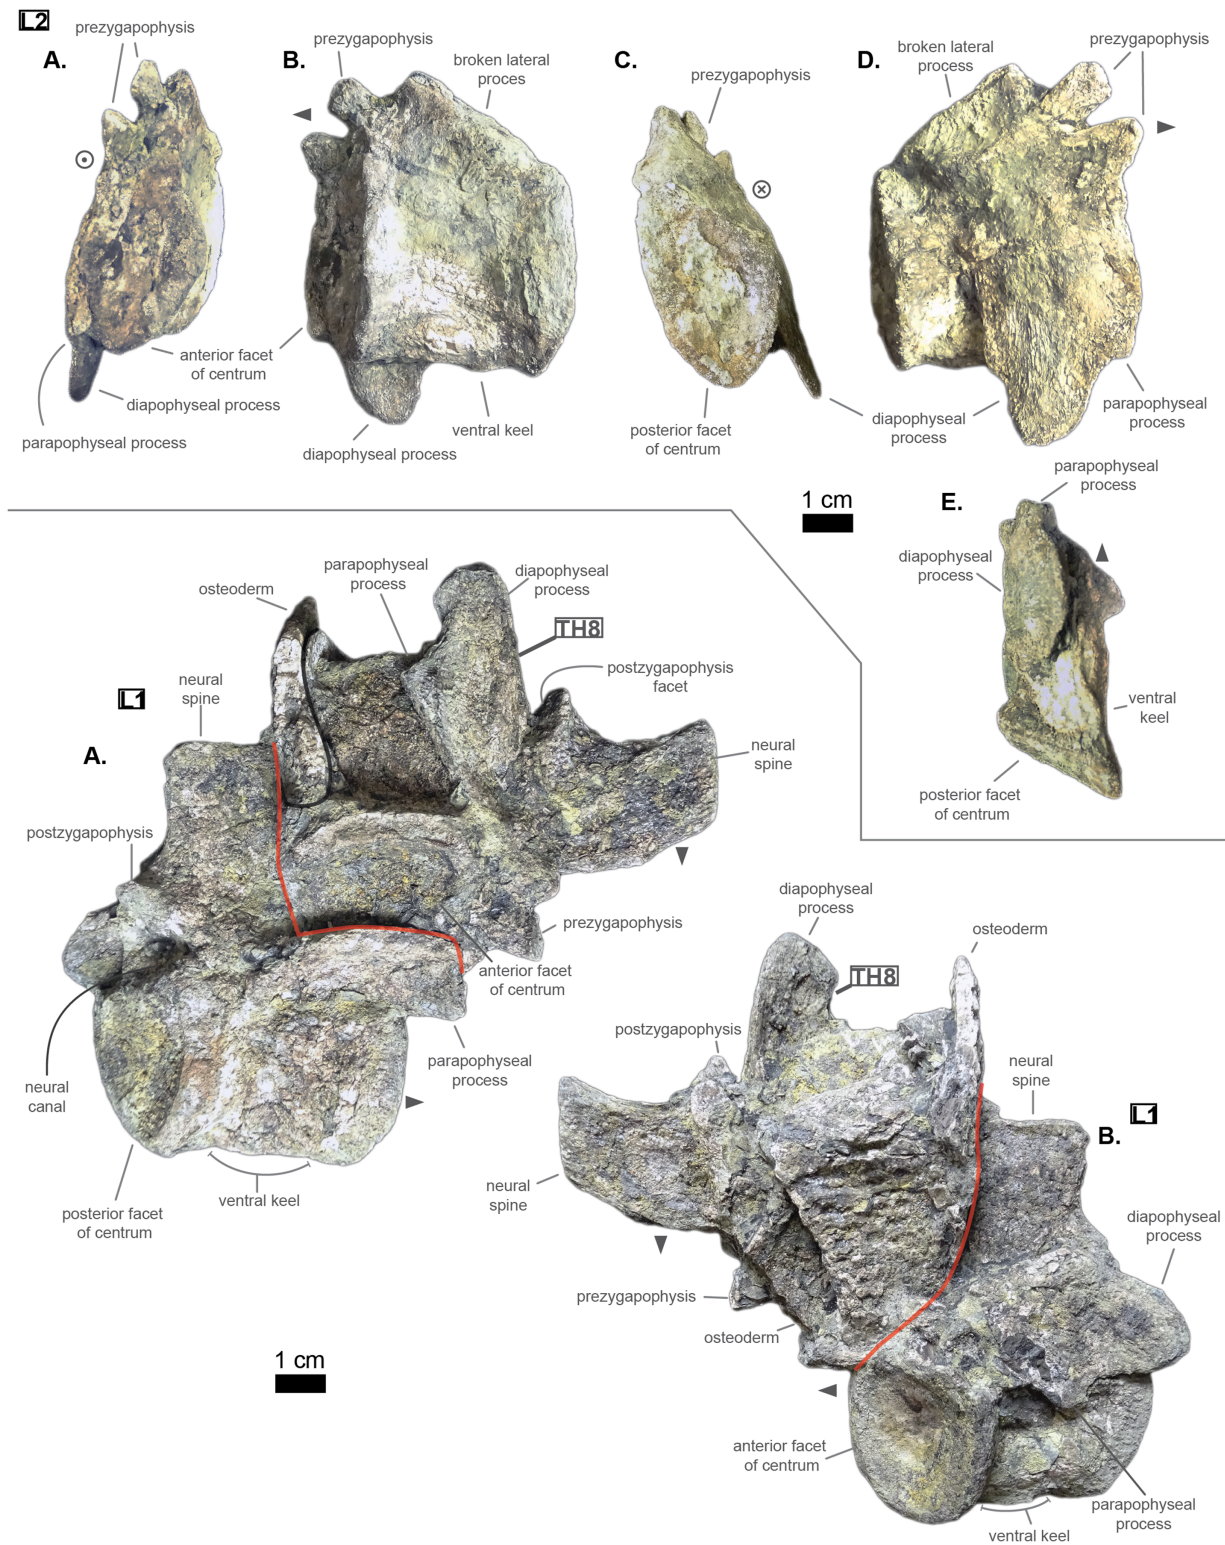 L2
A.
prezygapophysis
B.
prezygapophysis
broken lateral
proces
C.
prezygapophysis
D.
broken lateral
process
prezygapophysis
anterior facet
of centrum
diapophyseal process
parapophyseal process
diapophyseal process
ventral keel
posterior facet
of centrum
diapophyseal
process
parapophyseal
process
1 cm
E.
parapophyseal
process
diapophyseal
process
ventral
keel
posterior facet
of centrum
L1
A.
neural
spine
osteoderm
parapophyseal
process
diapophyseal
process
TH8
postzygapophysis
facet
neural
spine
postzygapophysis
prezygapophysis
anterior facet
of centrum
parapophyseal
process
neural
canal
posterior facet
of centrum
ventral keel
1 cm
diapophyseal
process
TH8
osteoderm
postzygapophysis
neural
spine
L1
B.
neural
spine
diapophyseal
process
prezygapophysis
osteoderm
anterior facet
of centrum
parapophyseal
process
ventral keel